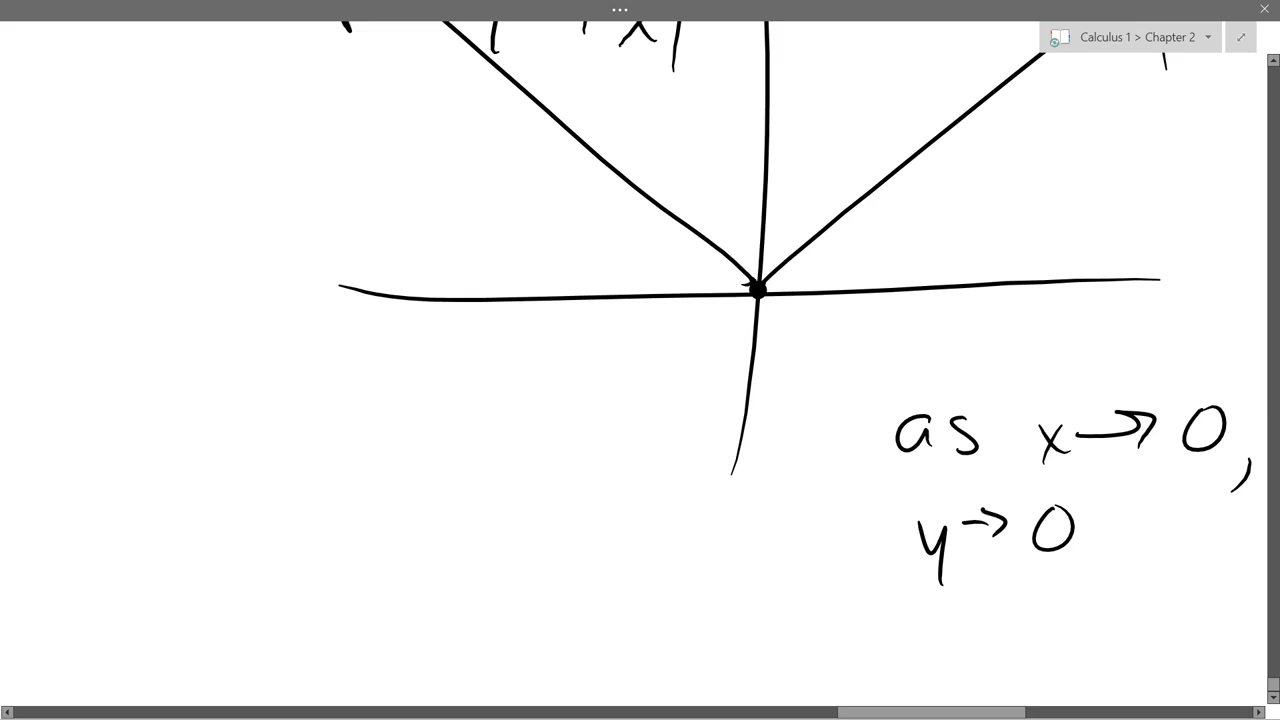 Calculus 1 > Chapter 2
as x → 0,
y → 0